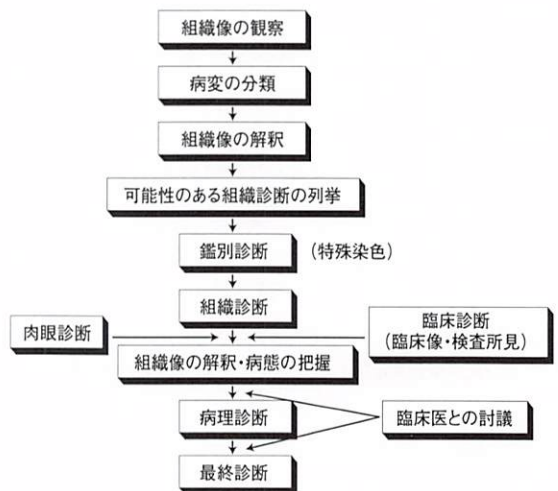 組織像の観察
病変の分類
組織像の解釈
可能性のある組織診断の列挙
鑑別診断 (特殊染色)
組織診断
肉眼診断
臨床診断
(臨床像・検査所見)
組織像の解釈・病態の把握
病理診断
臨床医との討議
最終診断